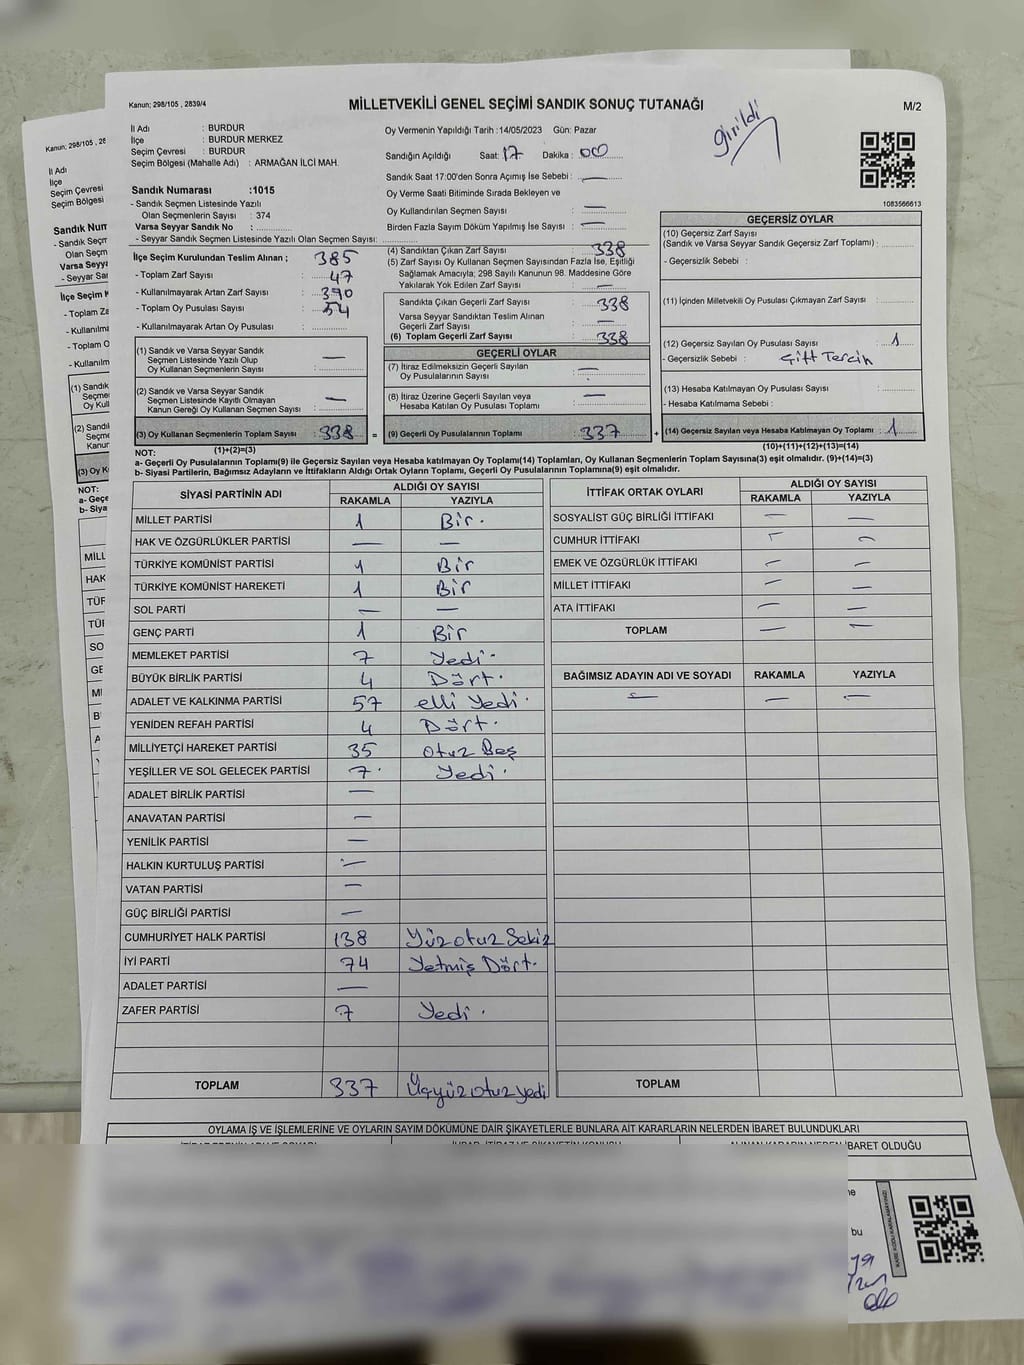 Kanun; 298/105 , 2839/4
MİLLETVEKİLİ GENEL SEÇİMİ SANDIK SONUÇ TUTANAĞI
M/2
girildi
İl Adı : BURDUR
İlçe : BURDUR MERKEZ
Seçim Çevresi : BURDUR
Seçim Bölgesi (Mahalle Adı) : ARMAĞAN İLCİ MAH.
Oy Vermenin Yapıldığı Tarih :14/05/2023 Gün: Pazar
Sandığın Açıldığı Saat: 17 Dakika : 00
Sandık Saat 17:00'den Sonra Açımış İse Sebebi : —
Oy Verme Saati Bitiminde Sırada Bekleyen ve
Oy Kullandırılan Seçmen Sayısı : —
Birden Fazla Sayım Döküm Yapılmış İse Sayısı : —
1083566613
Sandık Numarası :1015
- Sandık Seçmen Listesinde Yazılı
Olan Seçmenlerin Sayısı : 374
Varsa Seyyar Sandık No :
- Seyyar Sandık Seçmen Listesinde Yazılı Olan Seçmen Sayısı:
İlçe Seçim Kurulundan Teslim Alınan ; 385
- Toplam Zarf Sayısı : 47
- Kullanılmayarak Artan Zarf Sayısı : 390
- Toplam Oy Pusulası Sayısı : 54
- Kullanılmayarak Artan Oy Pusulası :
(1) Sandık ve Varsa Seyyar Sandık
Seçmen Listesinde Yazılı Olup
Oy Kullanan Seçmenlerin Sayısı : —
(2) Sandık ve Varsa Seyyar Sandık
Seçmen Listesinde Kayıtlı Olmayan
Kanun Gereği Oy Kullanan Seçmen Sayısı : —
(3) Oy Kullanan Seçmenlerin Toplam Sayısı : 338 =
(1)+(2)=(3)
(4) Sandıktan Çıkan Zarf Sayısı : 338
(5) Zarf Sayısı Oy Kullanan Seçmen Sayısından Fazla İse, Eşitliği
Sağlamak Amacıyla; 298 Sayılı Kanunun 98. Maddesine Göre
Yakılarak Yok Edilen Zarf Sayısı : —
Sandıkta Çıkan Geçerli Zarf Sayısı : 338
Varsa Seyyar Sandıktan Teslim Alınan
Geçerli Zarf Sayısı : —
(6) Toplam Geçerli Zarf Sayısı : 338
GEÇERLİ OYLAR
(7) İtiraz Edilmeksizin Geçerli Sayılan
Oy Pusulalarının Sayısı : —
(8) İtiraz Üzerine Geçerli Sayılan veya
Hesaba Katılan Oy Pusulası Toplamı : —
(9) Geçerli Oy Pusulalarının Toplamı : 337 +
GEÇERSİZ OYLAR
(10) Geçersiz Zarf Sayısı
(Sandık ve Varsa Seyyar Sandık Geçersiz Zarf Toplamı) :
- Geçersizlik Sebebi :
(11) İçinden Milletvekili Oy Pusulası Çıkmayan Zarf Sayısı :
(12) Geçersiz Sayılan Oy Pusulası Sayısı : 1
- Geçersizlik Sebebi : Çift Tercih
(13) Hesaba Katılmayan Oy Pusulası Sayısı :
- Hesaba Katılmama Sebebi :
(14) Geçersiz Sayılan veya Hesaba Katılmayan Oy Toplamı : 1
(10)+(11)+(12)+(13)=(14)
NOT:
a- Geçerli Oy Pusulalarının Toplamı(9) ile Geçersiz Sayılan veya Hesaba katılmayan Oy Toplamı(14) Toplamları, Oy Kullanan Seçmenlerin Toplam Sayısına(3) eşit olmalıdır. (9)+(14)=(3)
b- Siyasi Partilerin, Bağımsız Adayların ve İttifakların Aldığı Ortak Oyların Toplamı, Geçerli Oy Pusulalarının Toplamına(9) eşit olmalıdır.
SİYASİ PARTİNİN ADI ALDIĞI OY SAYISI
RAKAMLA YAZIYLA
MİLLET PARTİSİ 1 Bir.
HAK VE ÖZGÜRLÜKLER PARTİSİ — —
TÜRKİYE KOMÜNİST PARTİSİ 1 Bir
TÜRKİYE KOMÜNİST HAREKETİ 1 Bir
SOL PARTİ — —
GENÇ PARTİ 1 Bir
MEMLEKET PARTİSİ 7 Yedi.
BÜYÜK BİRLİK PARTİSİ 4 Dört.
ADALET VE KALKINMA PARTİSİ 57 elli Yedi.
YENİDEN REFAH PARTİSİ 4 Dört.
MİLLİYETÇİ HAREKET PARTİSİ 35 otuz Beş
YEŞİLLER VE SOL GELECEK PARTİSİ 7. Yedi.
ADALET BİRLİK PARTİSİ —
ANAVATAN PARTİSİ —
YENİLİK PARTİSİ —
HALKIN KURTULUŞ PARTİSİ —
VATAN PARTİSİ —
GÜÇ BİRLİĞİ PARTİSİ —
CUMHURİYET HALK PARTİSİ 138 Yüz otuz Sekiz
İYİ PARTİ 74 Yetmiş Dört.
ADALET PARTİSİ —
ZAFER PARTİSİ 7 Yedi.
TOPLAM 337 Üçyüz otuz yedi
İTTİFAK ORTAK OYLARI ALDIĞI OY SAYISI
RAKAMLA YAZIYLA
SOSYALİST GÜÇ BİRLİĞİ İTTİFAKI — —
CUMHUR İTTİFAKI — —
EMEK VE ÖZGÜRLÜK İTTİFAKI — —
MİLLET İTTİFAKI — —
ATA İTTİFAKI — —
TOPLAM — —
BAĞIMSIZ ADAYIN ADI VE SOYADI RAKAMLA YAZIYLA
— — —
TOPLAM
OYLAMA İŞ VE İŞLEMLERİNE VE OYLARIN SAYIM DÖKÜMÜNE DAİR ŞİKAYETLERLE BUNLARA AİT KARARLARIN NELERDEN İBARET BULUNDUKLARI
İBARET OLDUĞU
bu